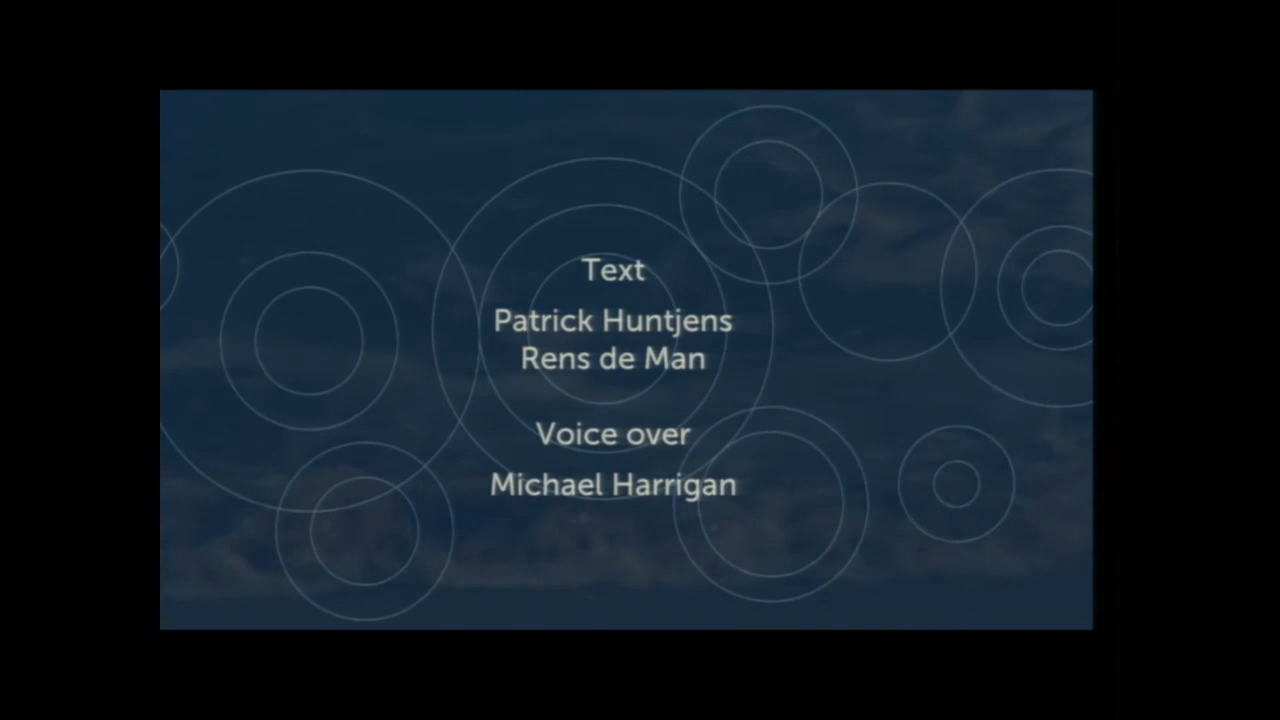 Text
Patrick Huntjens
Rens de Man
Voice over
Michael Harrigan